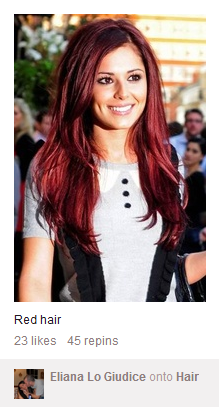 Red hair
23 likes 45 repins
Eliana Lo Giudice onto Hair